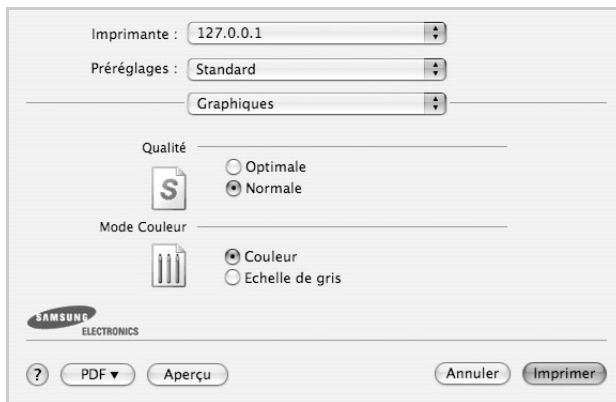 Imprimante : 127.0.0.1
Préréglages : Standard
Graphiques
Qualité
Optimale
S
Normale
Mode Couleur
Couleur
Echelle de gris
SAMSUNG
ELECTRONICS
? PDF Aperçu Annuler Imprimer